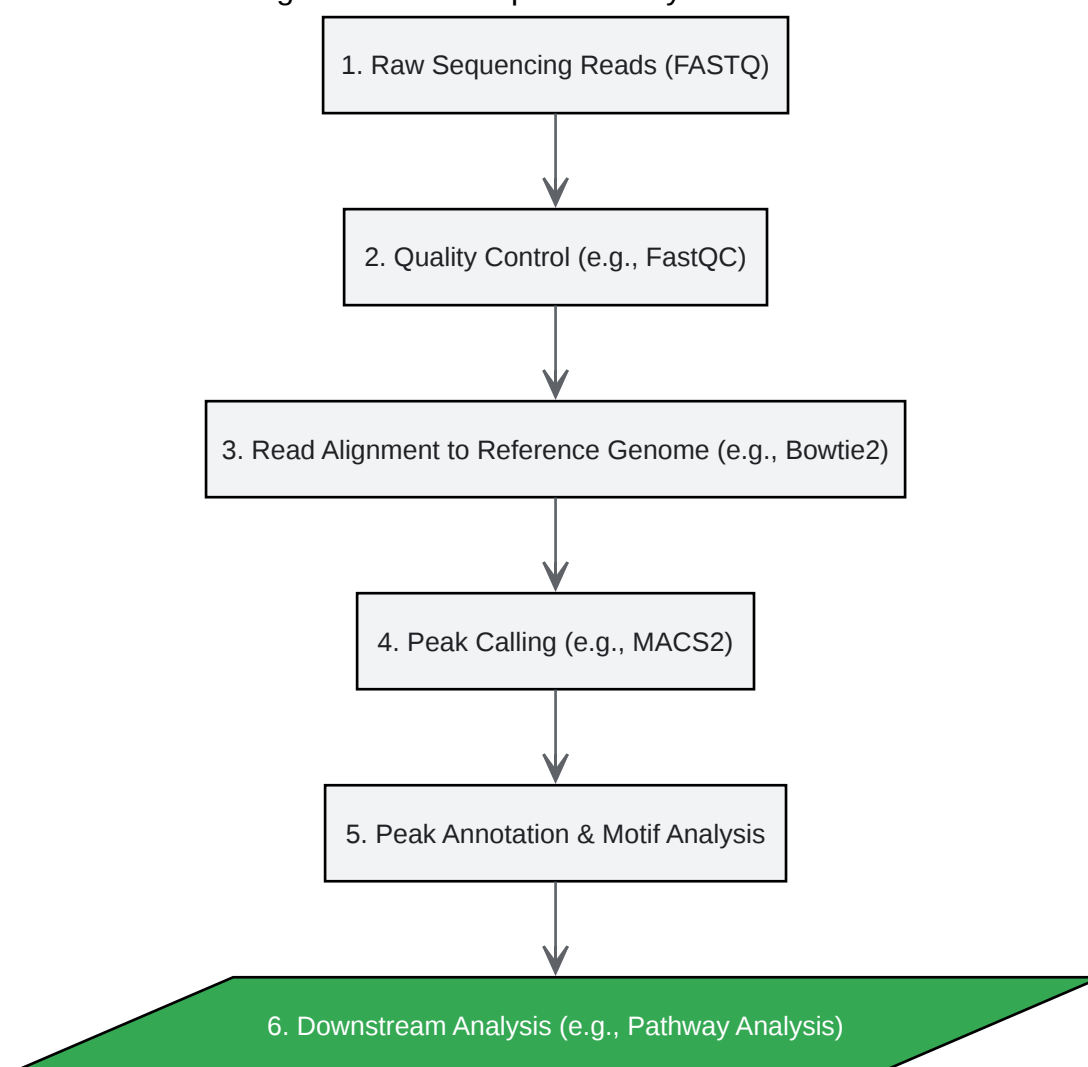 1. Raw Sequencing Reads (FASTQ)
2. Quality Control (e.g., FastQC)
3. Read Alignment to Reference Genome (e.g., Bowtie2)
4. Peak Calling (e.g., MACS2)
5. Peak Annotation & Motif Analysis
6. Downstream Analysis (e.g., Pathway Analysis)